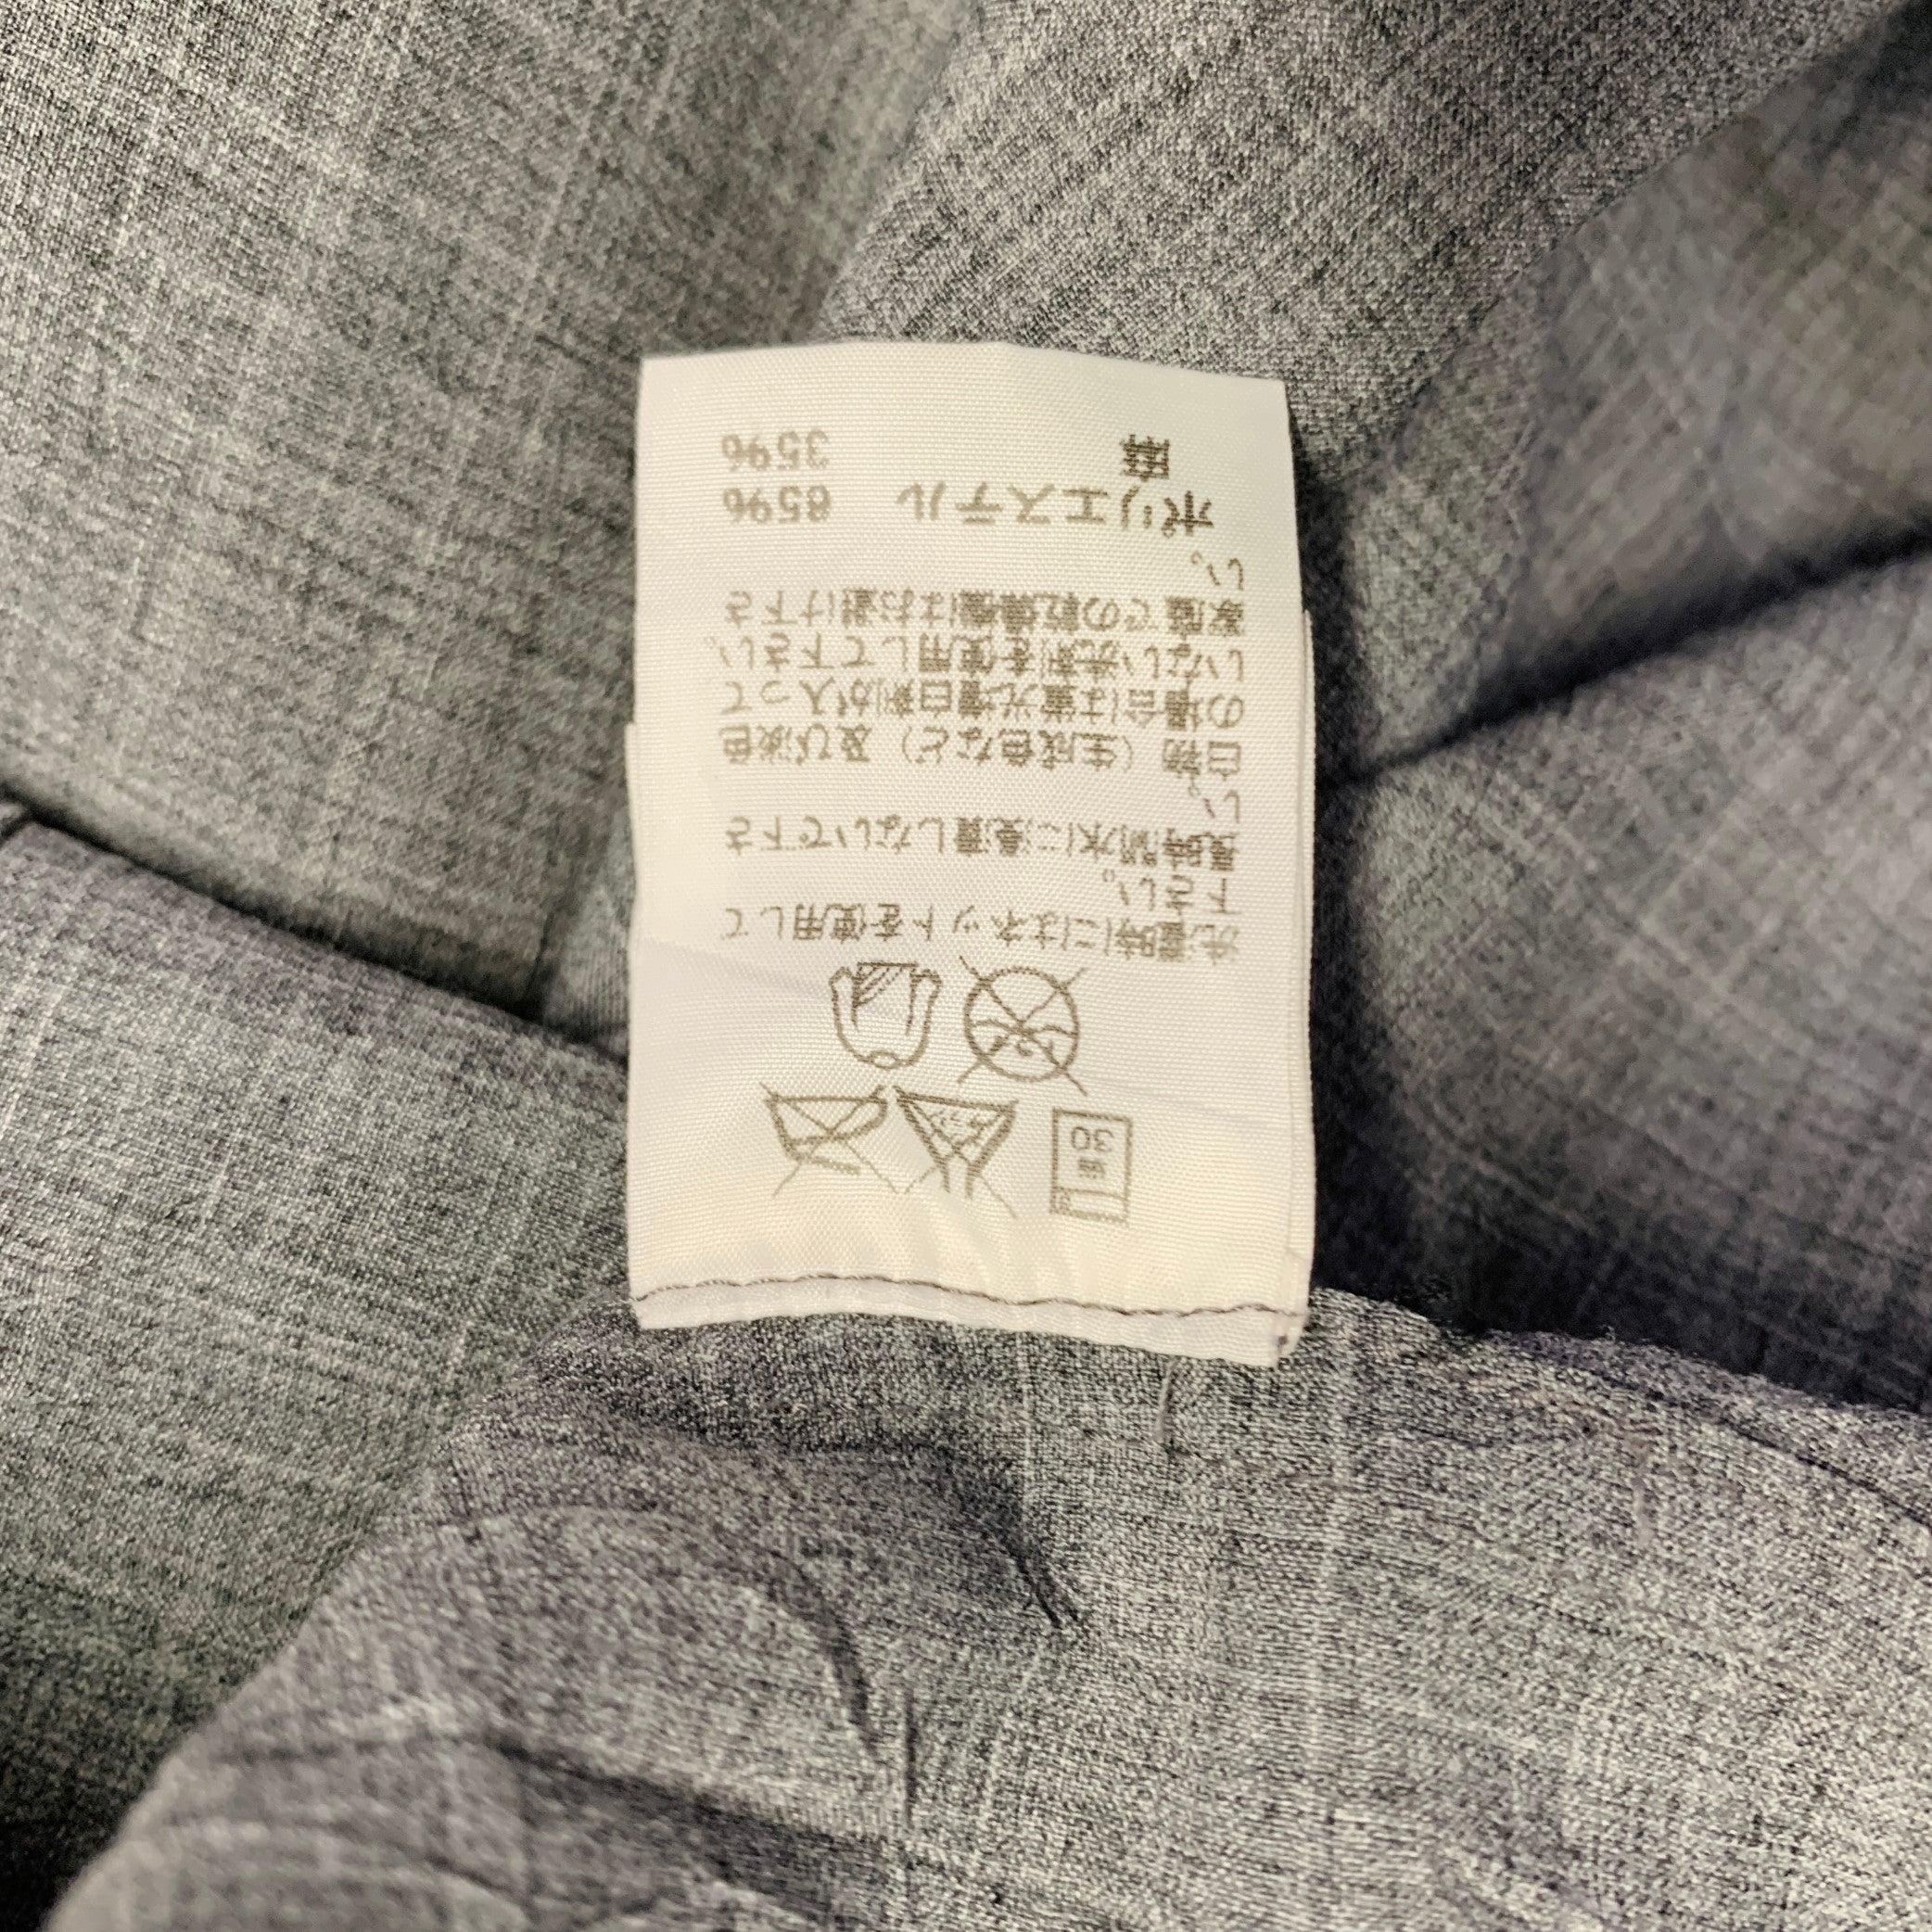 弱
30
洗濯時にはネットを使用して
下さい。
長時間水に浸漬しないで下さ
い。
白物（生成色など）及び淡色
の場合は蛍光増白剤が入って
いない洗剤を使用して下さい。
家庭での乾燥機はお避け下さ
い。
ポリエステル 65%
麻 35%